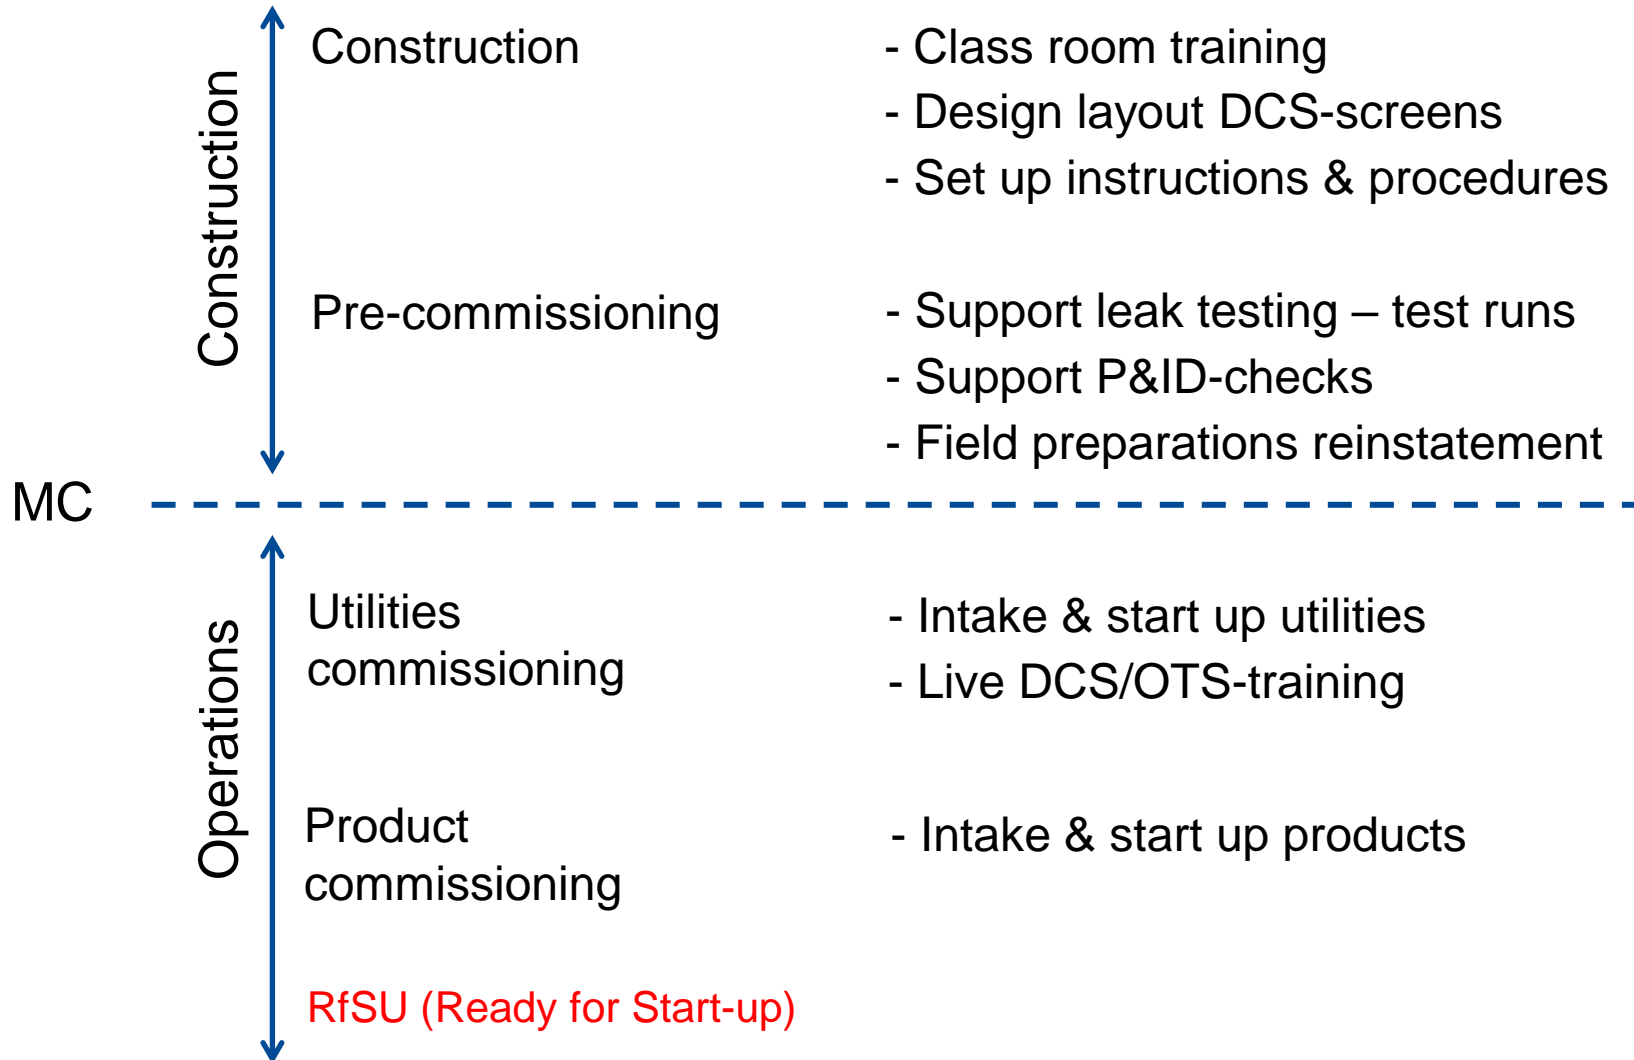 Construction
Construction
- Class room training
- Design layout DCS-screens
- Set up instructions & procedures
Pre-commissioning
- Support leak testing – test runs
- Support P&ID-checks
- Field preparations reinstatement
MC
Operations
Utilities
commissioning
- Intake & start up utilities
- Live DCS/OTS-training
Product
commissioning
- Intake & start up products
RfSU (Ready for Start-up)